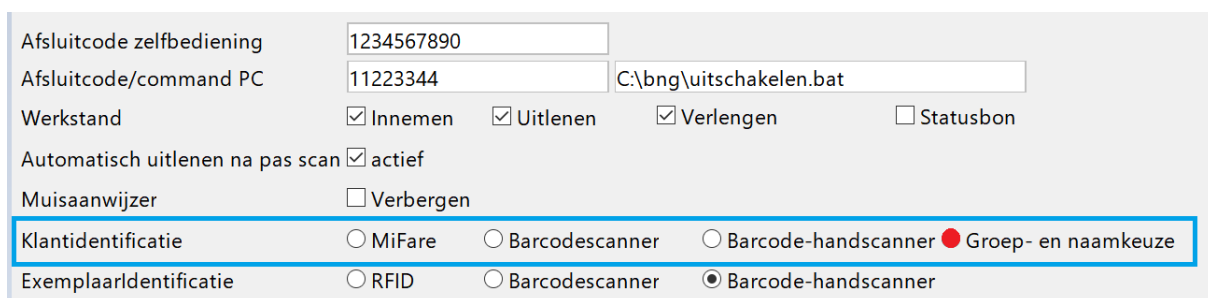 Afsluitcode zelfbediening 1234567890
Afsluitcode/command PC 11223344 C:\bng\uitschakelen.bat
Werkstand Innemen Uitlenen Verlengen Statusbon
Automatisch uitlenen na pas scan actief
Muisaanwijzer Verbergen
Klantidentificatie MiFare Barcodescanner Barcode-handscanner Groep- en naamkeuze
ExemplaarIdentificatie RFID Barcodescanner Barcode-handscanner